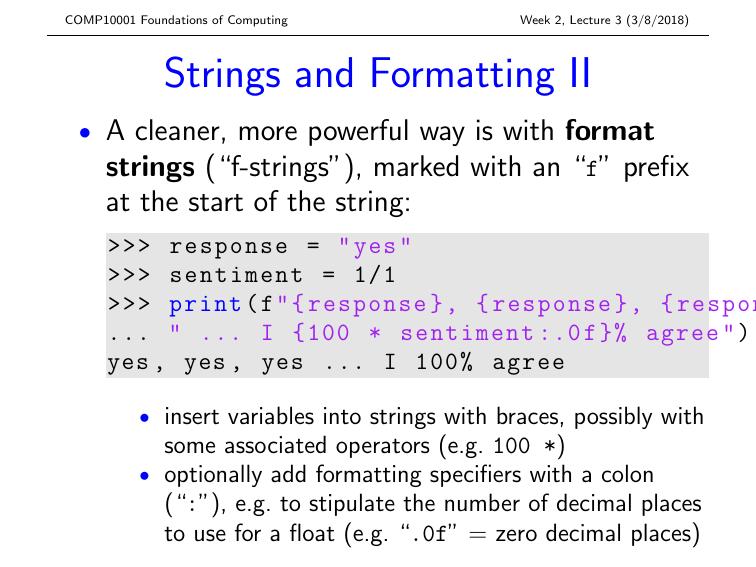 COMP10001 Foundations of Computing Week 2, Lecture 3 (3/8/2018)
Strings and Formatting II
• A cleaner, more powerful way is with format
strings (“f-strings”), marked with an “f” prefix
at the start of the string:
>>> response = "yes"
>>> sentiment = 1/1
>>> print(f"{response}, {response}, {respon
... " ... I {100 * sentiment:.0f}% agree")
yes, yes, yes ... I 100% agree
• insert variables into strings with braces, possibly with
some associated operators (e.g. 100 *)
• optionally add formatting specifiers with a colon
(“:”), e.g. to stipulate the number of decimal places
to use for a float (e.g. “.0f” = zero decimal places)